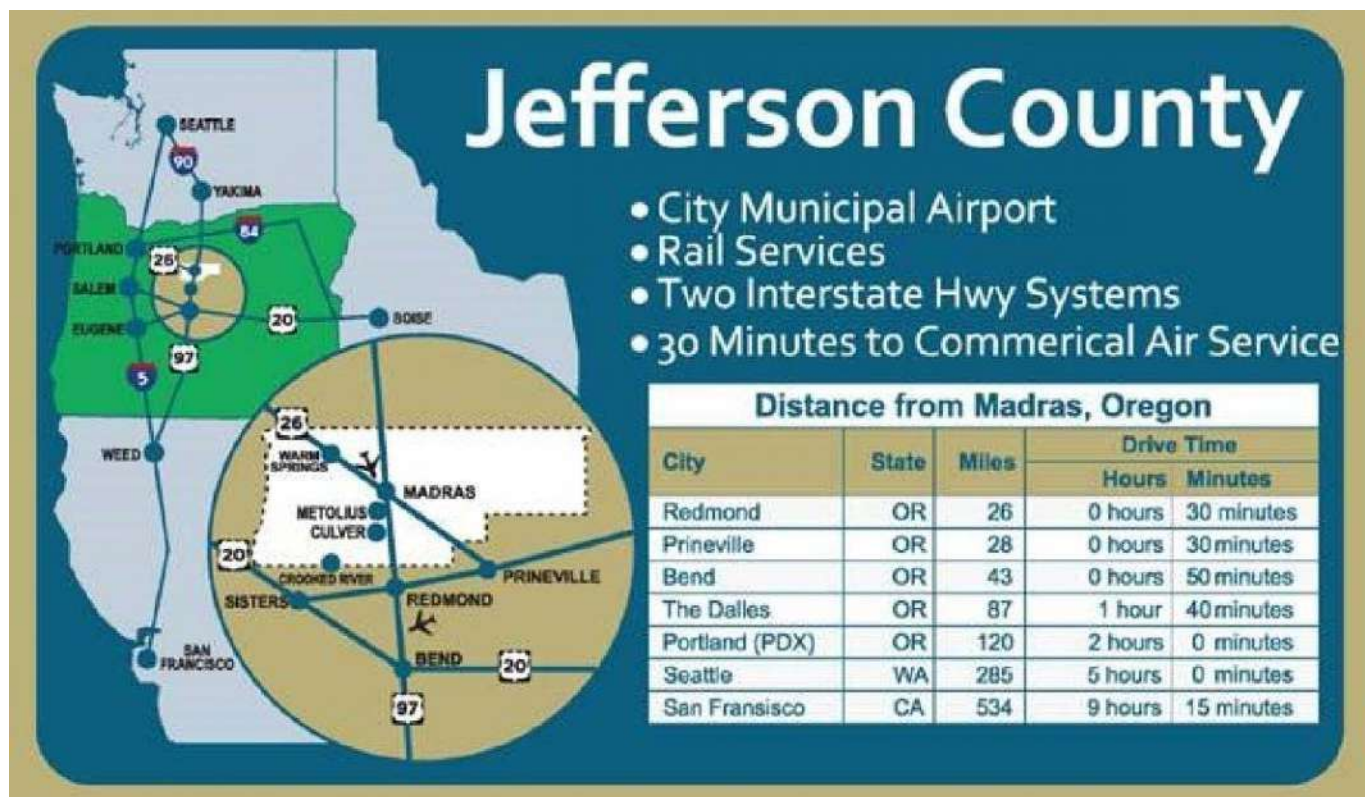 Jefferson County
• City Municipal Airport
• Rail Services
• Two Interstate Hwy Systems
• 30 Minutes to Commerical Air Service
Distance from Madras, Oregon
City State Miles Drive Time
Hours Minutes
Redmond OR 26 0 hours 30 minutes
Prineville OR 28 0 hours 30 minutes
Bend OR 43 0 hours 50 minutes
The Dalles OR 87 1 hour 40 minutes
Portland (PDX) OR 120 2 hours 0 minutes
Seattle WA 285 5 hours 0 minutes
San Fransisco CA 534 9 hours 15 minutes
SEATTLE
90
YAKIMA
84
PORTLAND
26
SALEM
20
BOISE
EUGENE
97
5
WEED
SAN
FRANCISCO
26
WARM
SPRINGS
MADRAS
METOLIUS
CULVER
20
CROOKED RIVER
PRINEVILLE
SISTERS
REDMOND
BEND
20
97